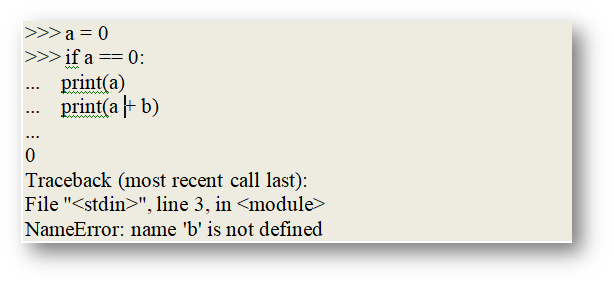 >>> a = 0
>>> if a == 0:
...    print(a)
...    print(a + b)
...
0
Traceback (most recent call last):
File "<stdin>", line 3, in <module>
NameError: name 'b' is not defined